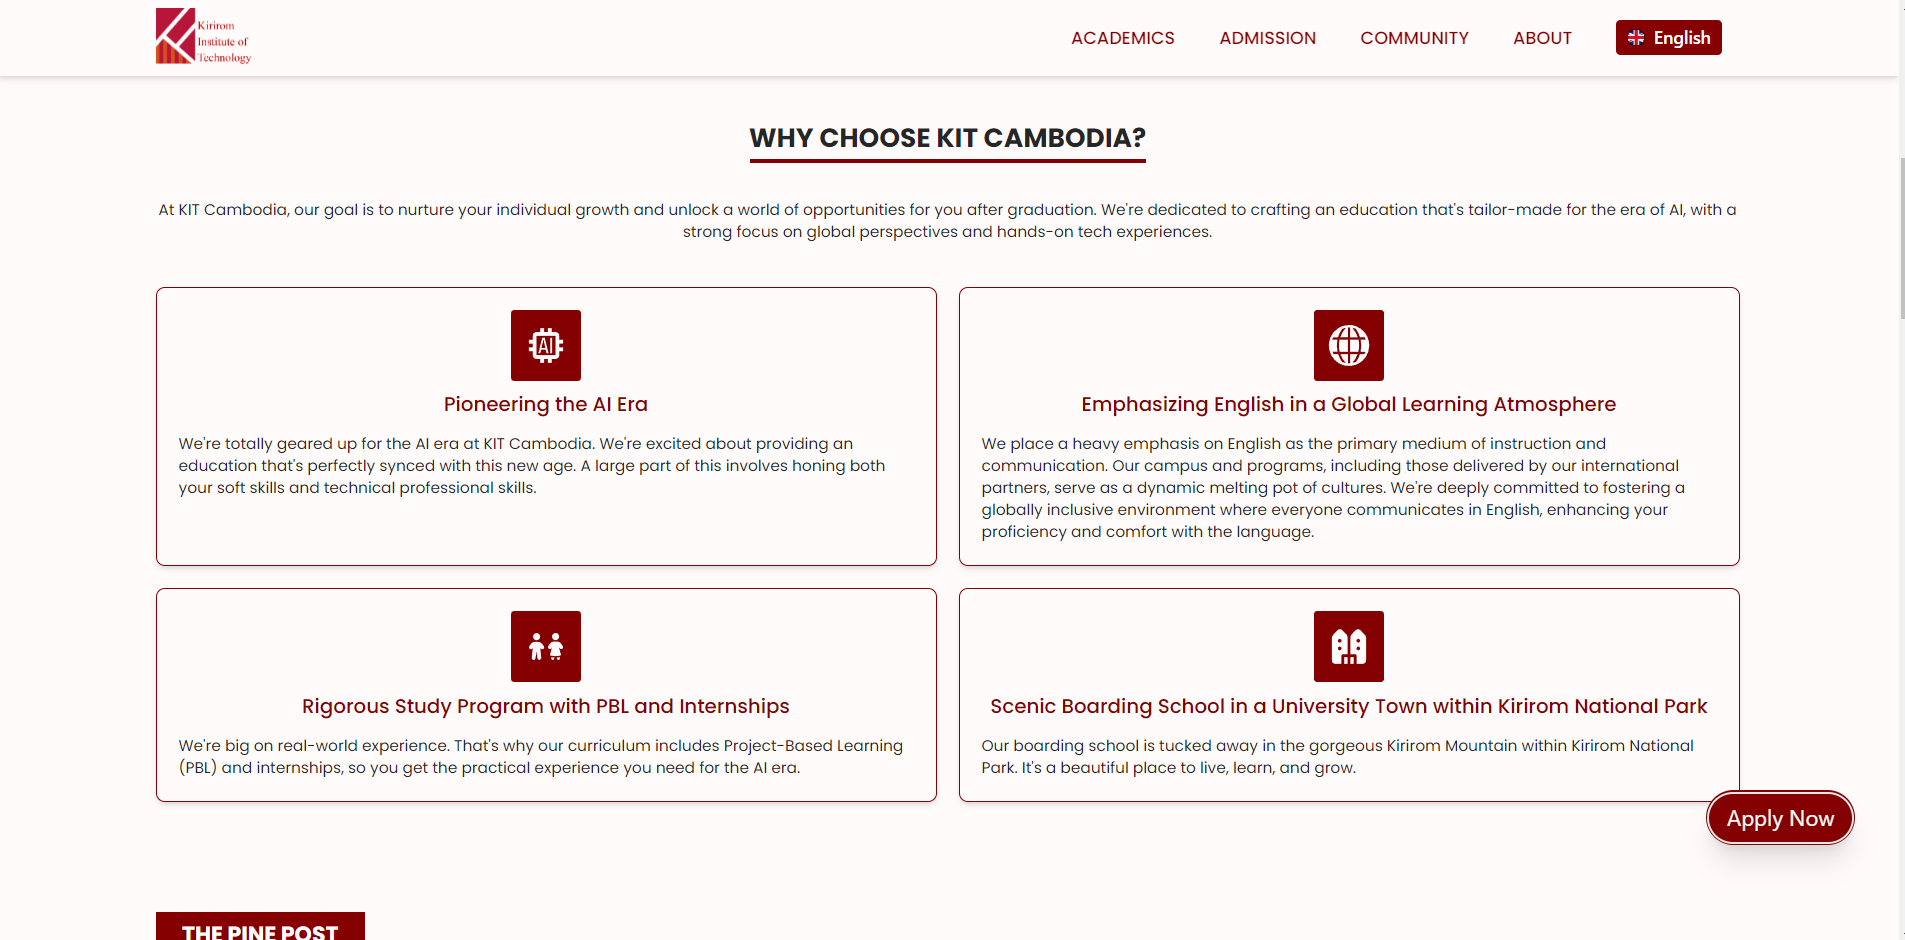 Kirirom
Institute of
Technology
ACADEMICS
ADMISSION
COMMUNITY
ABOUT
English
WHY CHOOSE KIT CAMBODIA?
At KIT Cambodia, our goal is to nurture your individual growth and unlock a world of opportunities for you after graduation. We're dedicated to crafting an education that's tailor-made for the era of AI, with a
strong focus on global perspectives and hands-on tech experiences.
AI
Pioneering the AI Era
We're totally geared up for the AI era at KIT Cambodia. We're excited about providing an
education that's perfectly synced with this new age. A large part of this involves honing both
your soft skills and technical professional skills.
Emphasizing English in a Global Learning Atmosphere
We place a heavy emphasis on English as the primary medium of instruction and
communication. Our campus and programs, including those delivered by our international
partners, serve as a dynamic melting pot of cultures. We're deeply committed to fostering a
globally inclusive environment where everyone communicates in English, enhancing your
proficiency and comfort with the language.
Rigorous Study Program with PBL and Internships
We're big on real-world experience. That's why our curriculum includes Project-Based Learning
(PBL) and internships, so you get the practical experience you need for the AI era.
Scenic Boarding School in a University Town within Kirirom National Park
Our boarding school is tucked away in the gorgeous Kirirom Mountain within Kirirom National
Park. It's a beautiful place to live, learn, and grow.
Apply Now
THE PINE POST